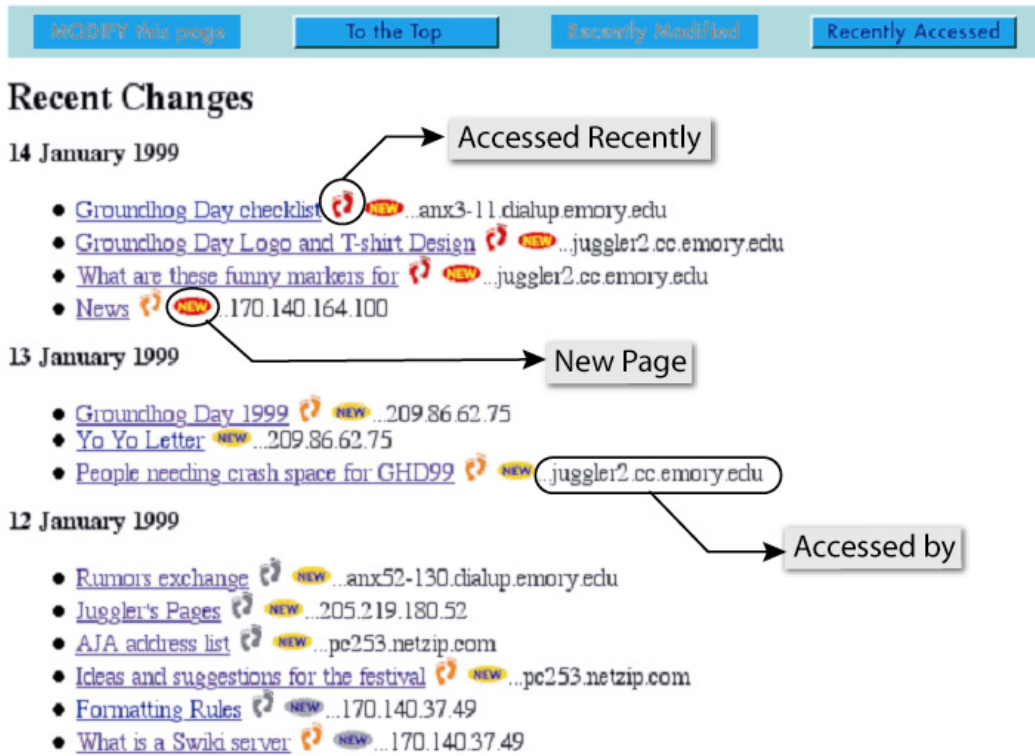 MODIFY this page To the Top Recently Modified Recently Accessed
Recent Changes
Accessed Recently
14 January 1999
Groundhog Day checklist NEW ...anx3-11.dialup.emory.edu
Groundhog Day Logo and T-shirt Design NEW ...juggler2.cc.emory.edu
What are these funny markers for NEW ...juggler2.cc.emory.edu
News NEW ...170.140.164.100
13 January 1999
New Page
Groundhog Day 1999 NEW ...209.86.62.75
Yo Yo Letter NEW ...209.86.62.75
People needing crash space for GHD99 NEW ...juggler2.cc.emory.edu
12 January 1999
Accessed by
Rumors exchange NEW ...anx52-130.dialup.emory.edu
Juggler's Pages NEW ...205.219.180.52
AJA address list NEW ...pc253.netzip.com
Ideas and suggestions for the festival NEW ...pc253.netzip.com
Formatting Rules NEW ...170.140.37.49
What is a Swiki server NEW ...170.140.37.49